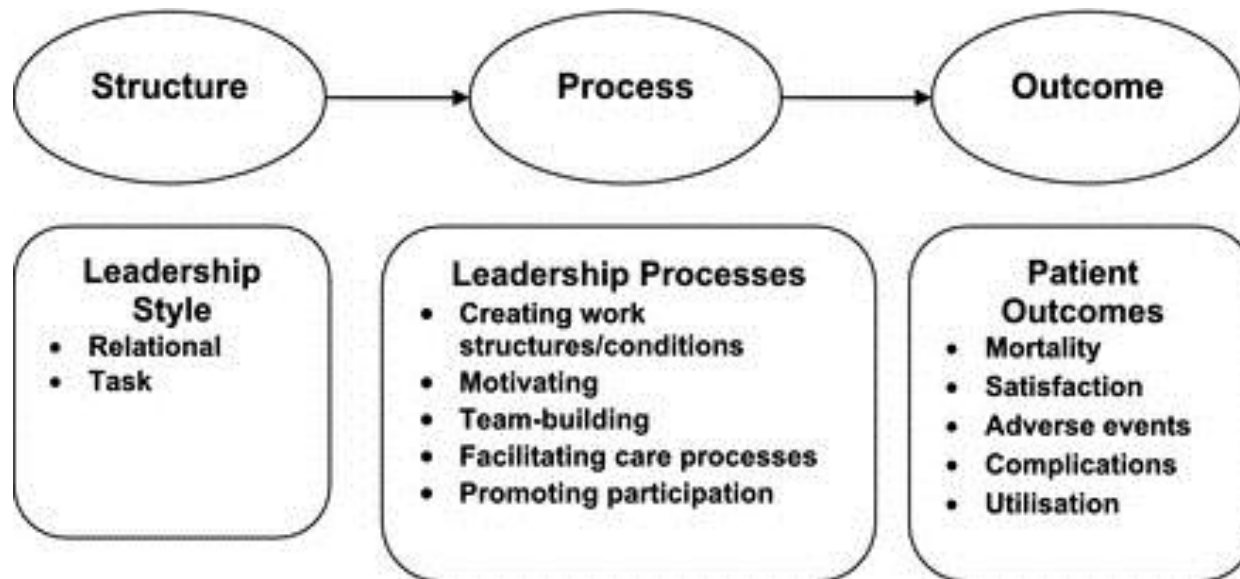 Structure
Process
Outcome
Leadership
Style
• Relational
• Task
Leadership Processes
• Creating work
structures/conditions
• Motivating
• Team-building
• Facilitating care processes
• Promoting participation
Patient
Outcomes
• Mortality
• Satisfaction
• Adverse events
• Complications
• Utilisation